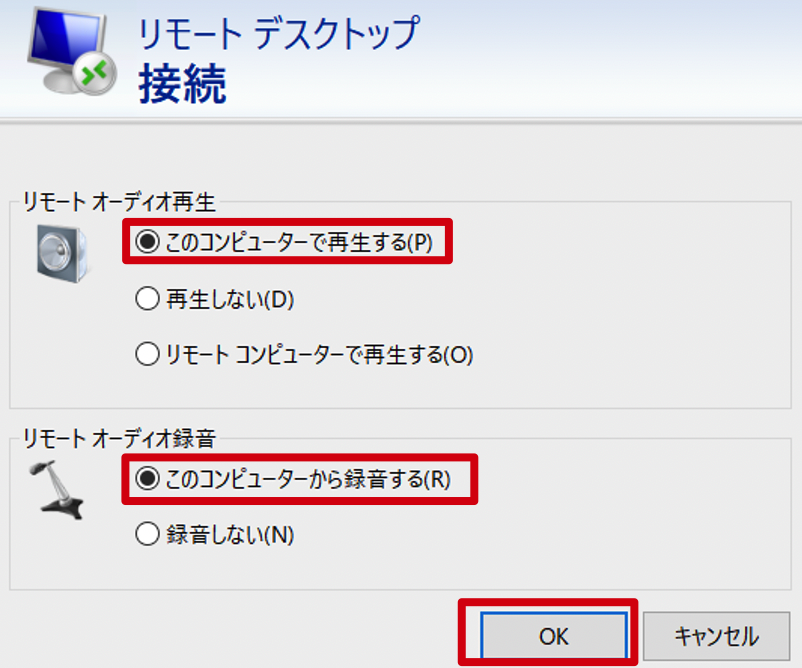 リモート デスクトップ
接続
リモート オーディオ再生
このコンピューターで再生する(P)
再生しない(D)
リモート コンピューターで再生する(O)
リモート オーディオ録音
このコンピューターから録音する(R)
録音しない(N)
OK
キャンセル